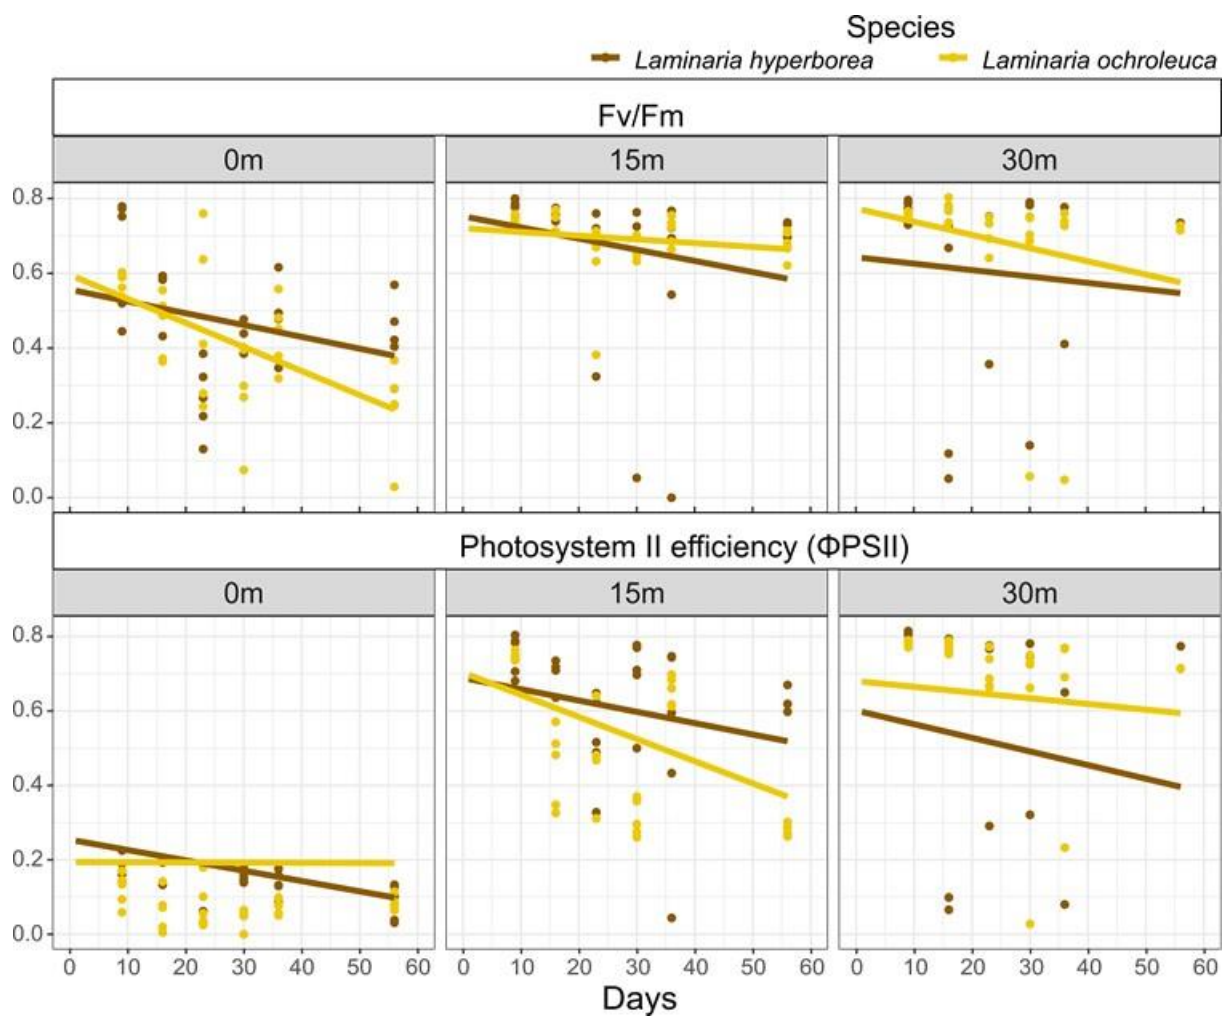 Species
Laminaria hyperborea Laminaria ochroleuca
Fv/Fm
0m 15m 30m
0.8
0.6
0.4
0.2
0.0
Photosystem II efficiency (ΦPSII)
0m 15m 30m
0.8
0.6
0.4
0.2
0.0
0 10 20 30 40 50 60 0 10 20 30 40 50 60 0 10 20 30 40 50 60
Days